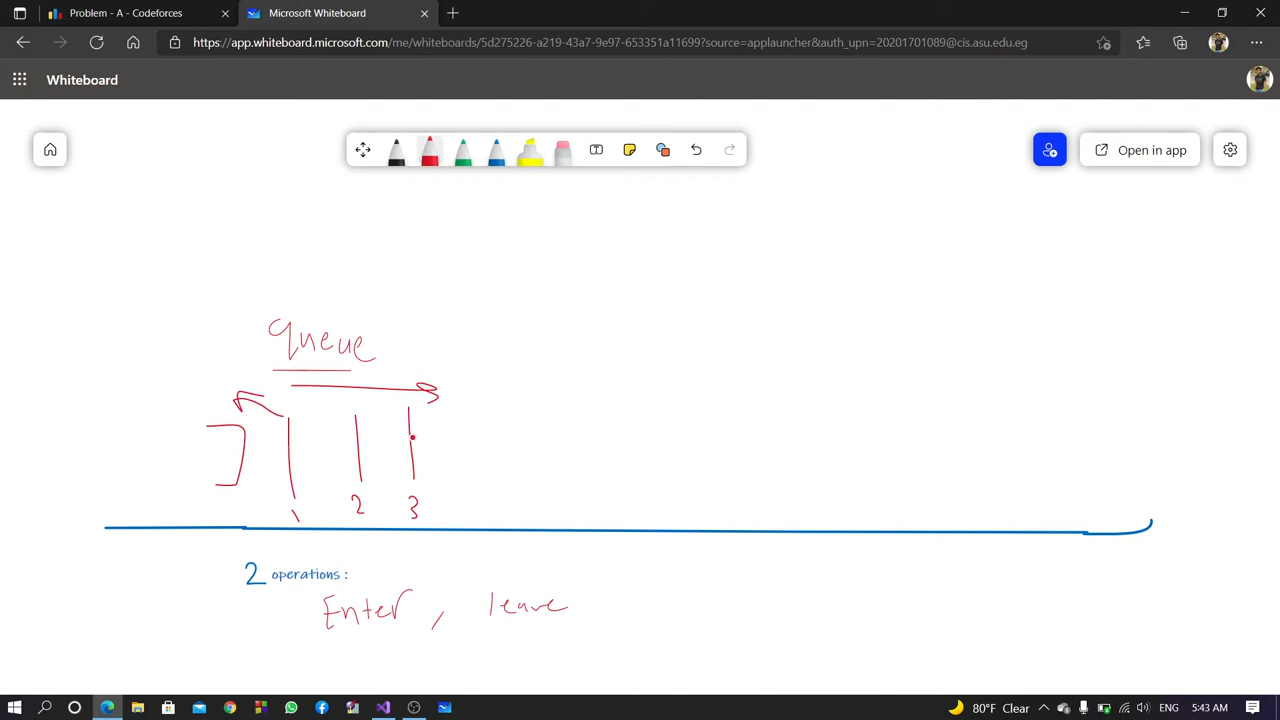 Problem - A - Codeforces
Microsoft Whiteboard
https://app.whiteboard.microsoft.com/me/whiteboards/5d275226-a219-43a7-9e97-653351a11699?source=applauncher&auth_upn=20201701089@cis.asu.edu.eg
Whiteboard
Open in app
queue
1 2 3
2 operations :
Enter, leave
80°F Clear
ENG
5:43 AM